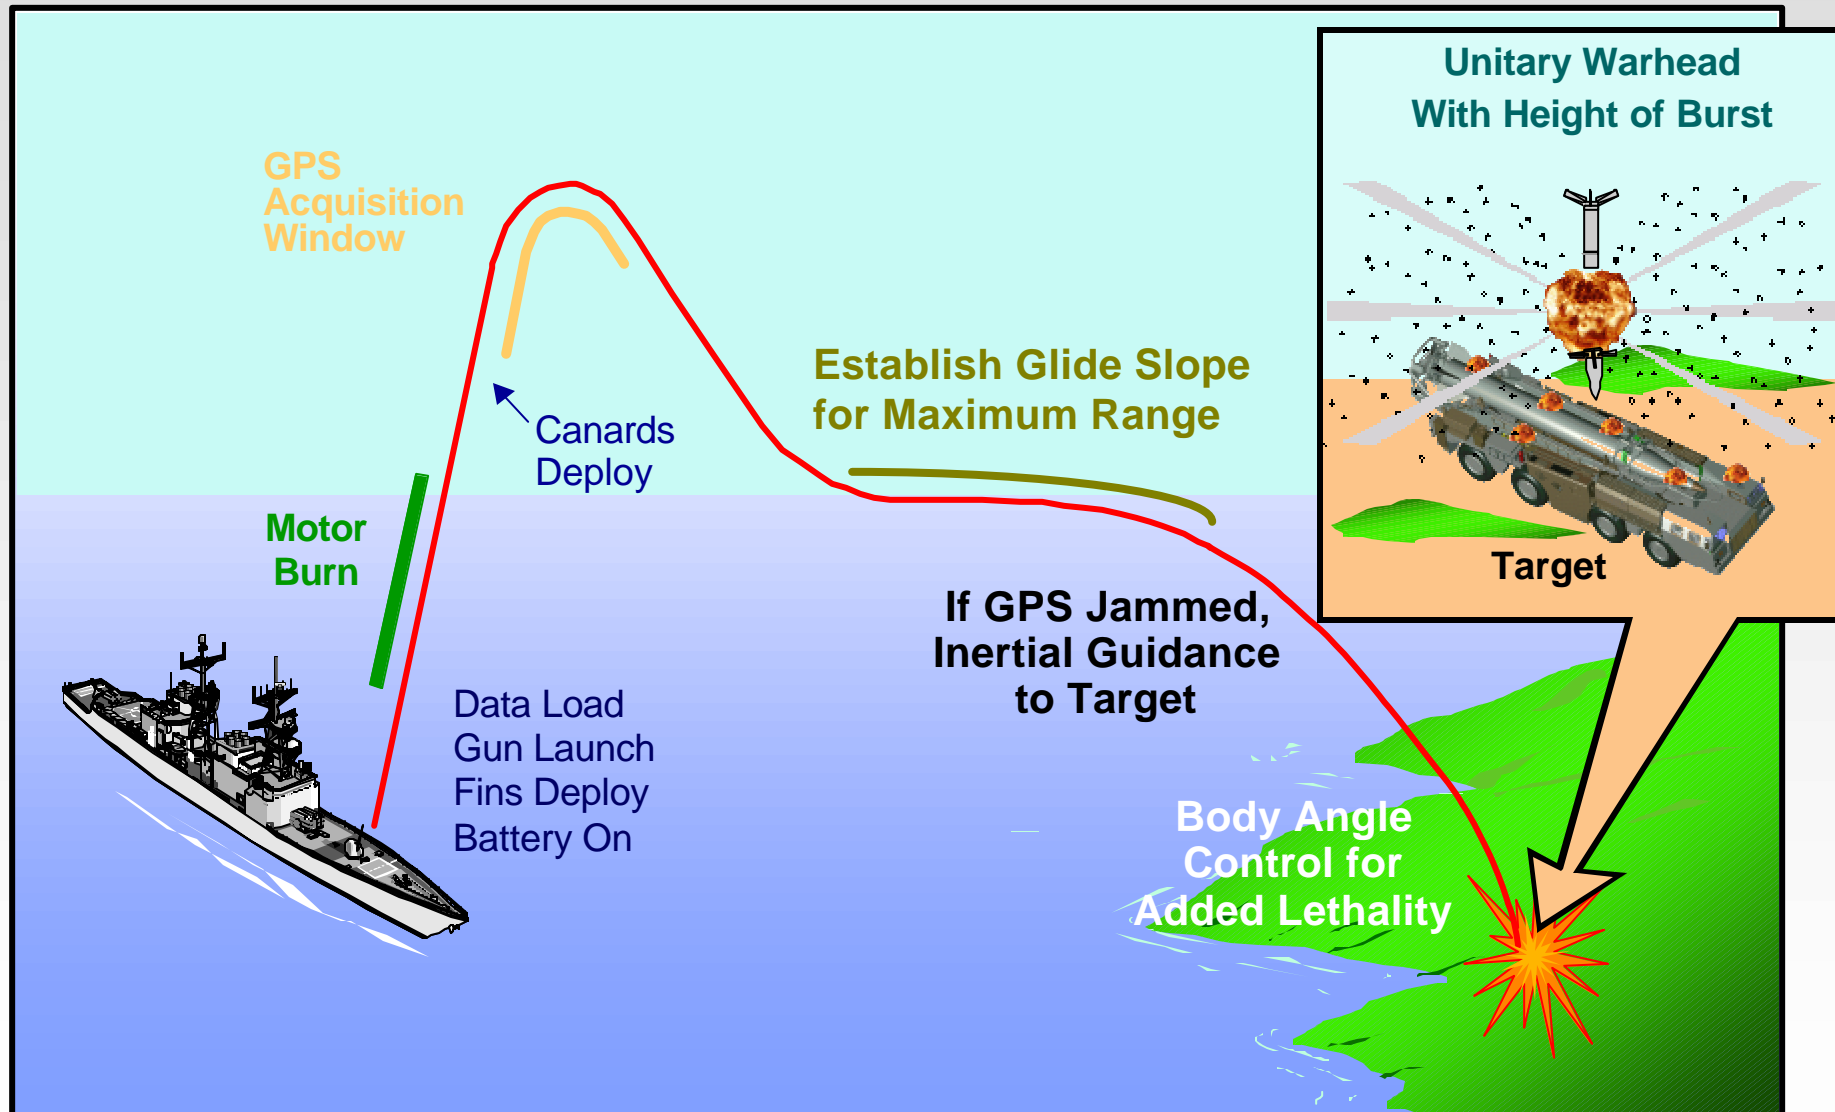 Unitary Warhead
With Height of Burst
GPS
Acquisition
Window
Establish Glide Slope
for Maximum Range
Canards
Deploy
Motor
Burn
Target
If GPS Jammed,
Inertial Guidance
to Target
Data Load
Gun Launch
Fins Deploy
Battery On
Body Angle
Control for
Added Lethality